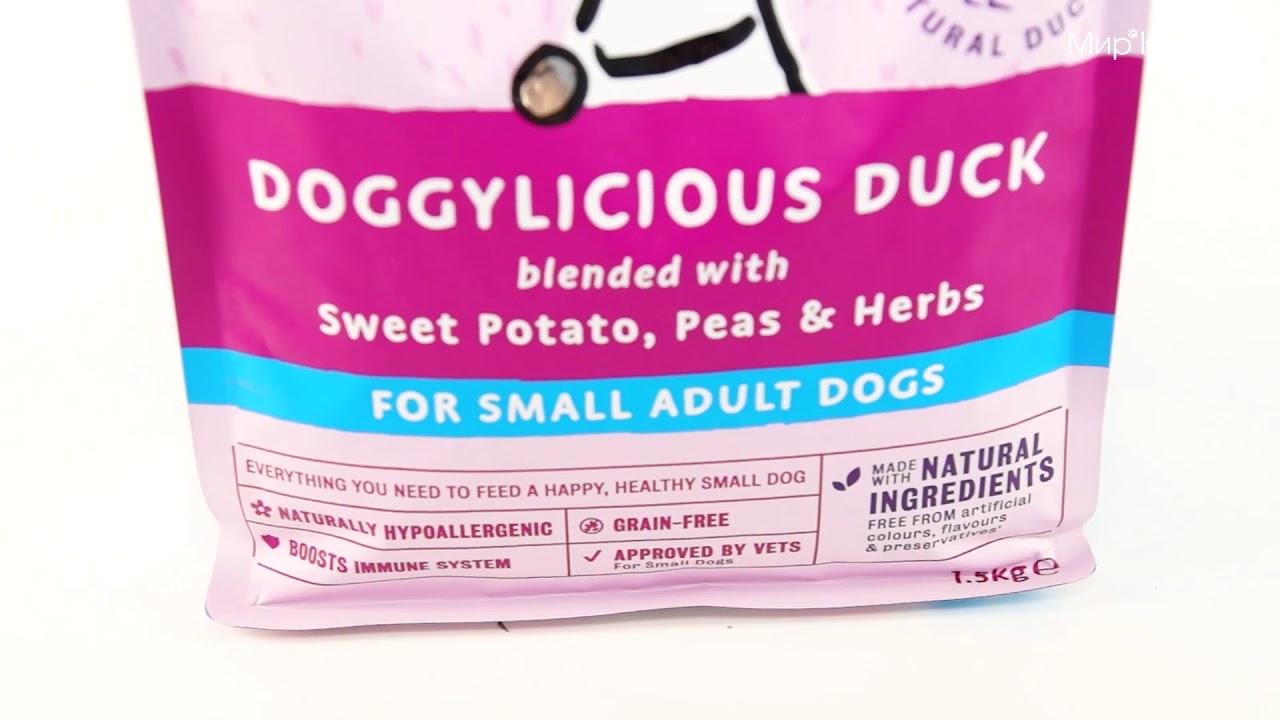 DUCK
Мир
DOGGYLICIOUS DUCK
blended with
Sweet Potato, Peas & Herbs
FOR SMALL ADULT DOGS
EVERYTHING YOU NEED TO FEED A HAPPY, HEALTHY SMALL DOG
NATURALLY HYPOALLERGENIC
GRAIN-FREE
BOOSTS IMMUNE SYSTEM
APPROVED BY VETS
For Small Dogs
MADE WITH NATURAL
INGREDIENTS
FREE FROM artificial
colours, flavours
& preservatives
1.5kg ℮